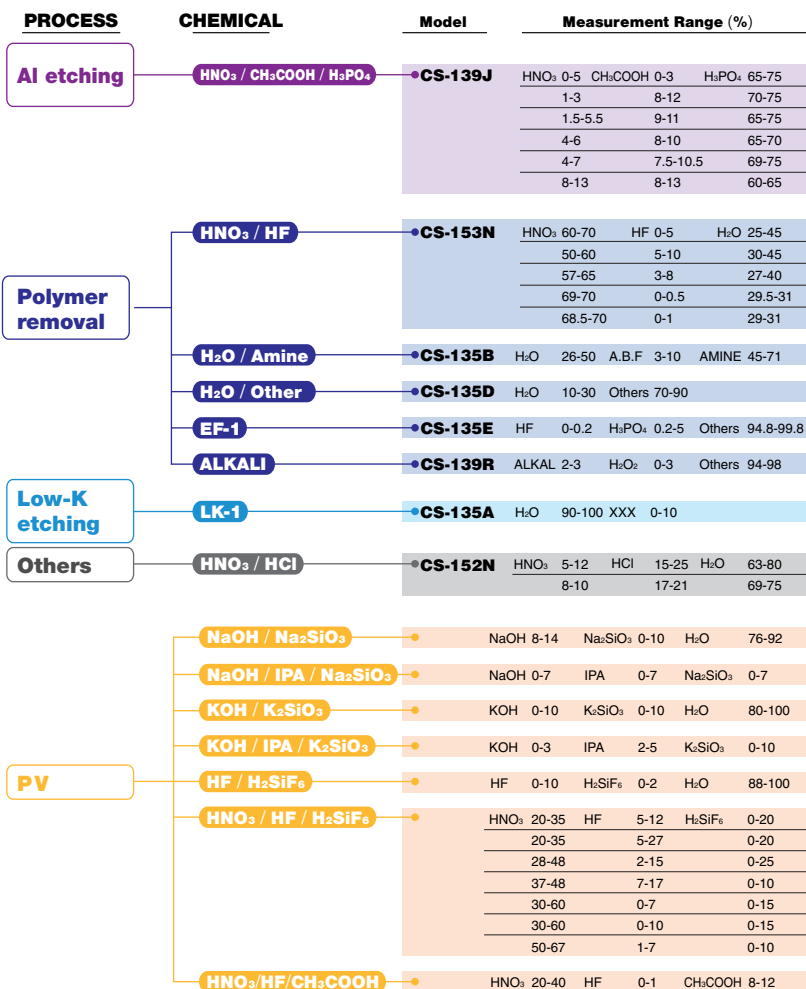 PROCESS CHEMICAL Model Measurement Range (%)
Al etching HNO₃ / CH₃COOH / H₃PO₄ CS-139J HNO₃ 0-5 CH₃COOH 0-3 H₃PO₄ 65-75
1-3 8-12 70-75
1.5-5.5 9-11 65-75
4-6 8-10 65-70
4-7 7.5-10.5 69-75
8-13 8-13 60-65
Polymer
removal
HNO₃ / HF CS-153N HNO₃ 60-70 HF 0-5 H₂O 25-45
50-60 5-10 30-45
57-65 3-8 27-40
69-70 0-0.5 29.5-31
68.5-70 0-1 29-31
H₂O / Amine CS-135B H₂O 26-50 A.B.F 3-10 AMINE 45-71
H₂O / Other CS-135D H₂O 10-30 Others 70-90
EF-1 CS-135E HF 0-0.2 H₃PO₄ 0.2-5 Others 94.8-99.8
ALKALI CS-139R ALKAL 2-3 H₂O₂ 0-3 Others 94-98
Low-K
etching
LK-1 CS-135A H₂O 90-100 XXX 0-10
Others HNO₃ / HCl CS-152N HNO₃ 5-12 HCl 15-25 H₂O 63-80
8-10 17-21 69-75
PV
NaOH / Na₂SiO₃ NaOH 8-14 Na₂SiO₃ 0-10 H₂O 76-92
NaOH / IPA / Na₂SiO₃ NaOH 0-7 IPA 0-7 Na₂SiO₃ 0-7
KOH / K₂SiO₃ KOH 0-10 K₂SiO₃ 0-10 H₂O 80-100
KOH / IPA / K₂SiO₃ KOH 0-3 IPA 2-5 K₂SiO₃ 0-10
HF / H₂SiF₆ HF 0-10 H₂SiF₆ 0-2 H₂O 88-100
HNO₃ / HF / H₂SiF₆ HNO₃ 20-35 HF 5-12 H₂SiF₆ 0-20
20-35 5-27 0-20
28-48 2-15 0-25
37-48 7-17 0-10
30-60 0-7 0-15
30-60 0-10 0-15
50-67 1-7 0-10
HNO₃/HF/CH₃COOH HNO₃ 20-40 HF 0-1 CH₃COOH 8-12